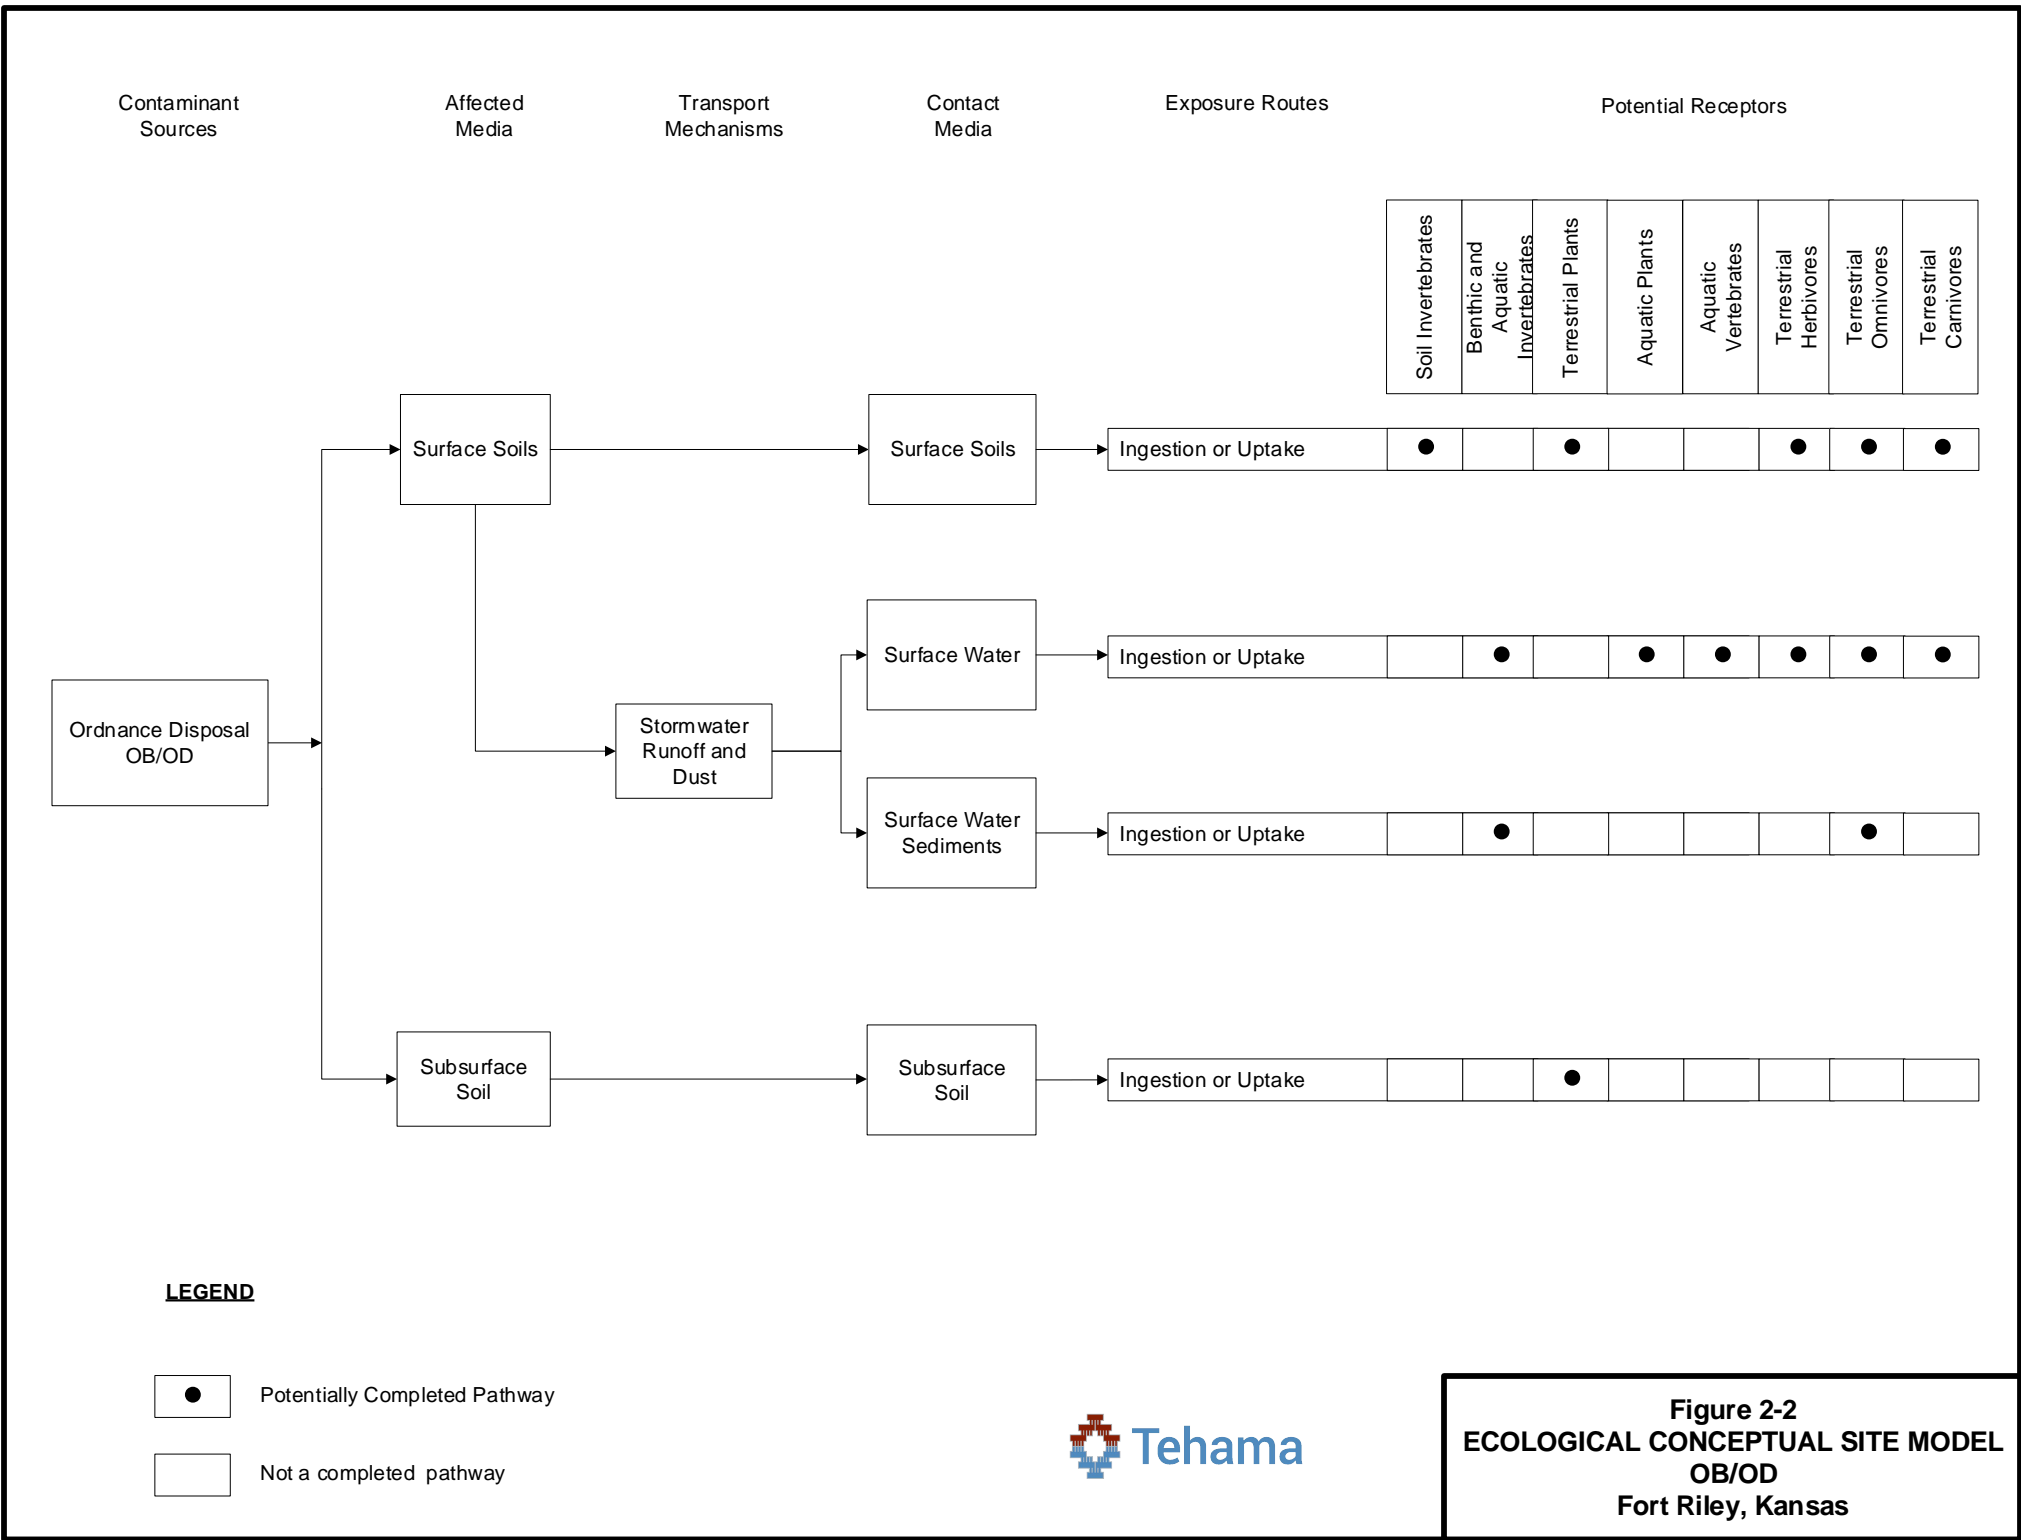 Contaminant
Sources
Affected
Media
Transport
Mechanisms
Contact
Media
Exposure Routes
Potential Receptors
Soil Invertebrates
Benthic and
Aquatic
Invertebrates
Terrestrial Plants
Aquatic Plants
Aquatic
Vertebrates
Terrestrial
Herbivores
Terrestrial
Omnivores
Terrestrial
Carnivores
Surface Soils
Surface Soils
Ingestion or Uptake
Surface Water
Ingestion or Uptake
Ordnance Disposal
OB/OD
Stormwater
Runoff and
Dust
Surface Water
Sediments
Ingestion or Uptake
Subsurface
Soil
Subsurface
Soil
Ingestion or Uptake
LEGEND
Potentially Completed Pathway
Not a completed pathway
Tehama
Figure 2-2
ECOLOGICAL CONCEPTUAL SITE MODEL
OB/OD
Fort Riley, Kansas